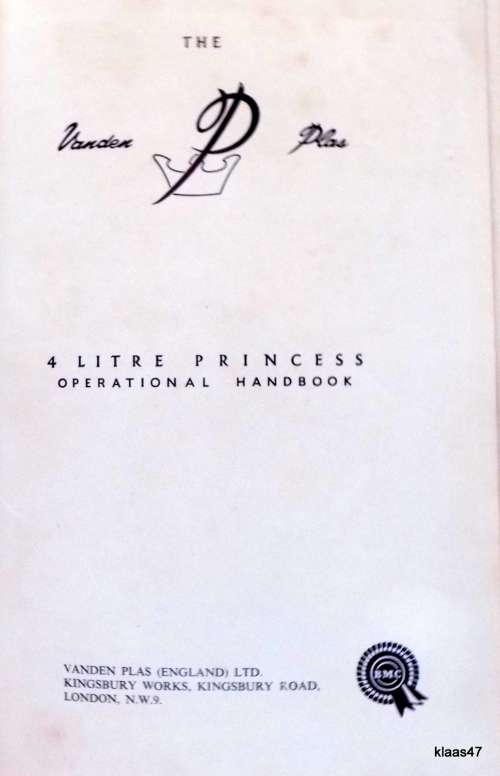 THE
Vanden P Plas
4 LITRE PRINCESS
OPERATIONAL HANDBOOK
VANDEN PLAS (ENGLAND) LTD.
KINGSBURY WORKS, KINGSBURY ROAD,
LONDON, N.W.9.
BMC
klaas47